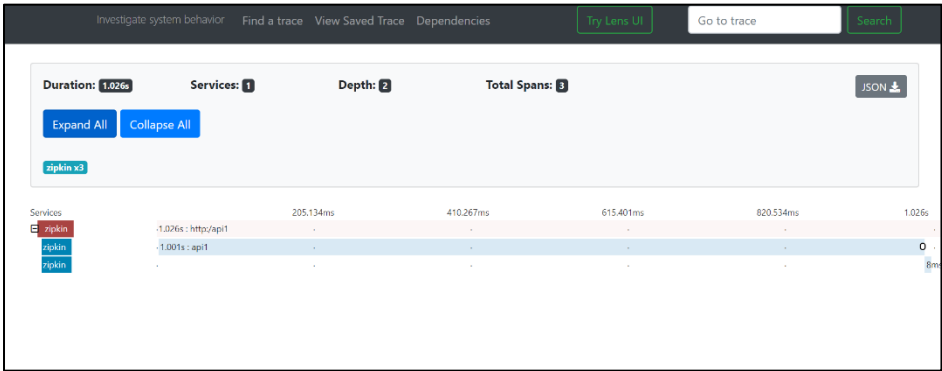 Investigate system behavior Find a trace View Saved Trace Dependencies Try Lens UI Go to trace Search
Duration: 1.026s Services: 1 Depth: 2 Total Spans: 3 JSON
Expand All Collapse All
zipkin x3
Services 205.134ms 410.267ms 615.401ms 820.534ms 1.026s
zipkin ·1.026s : http:/api1
zipkin ·1.001s : api1
zipkin 8ms